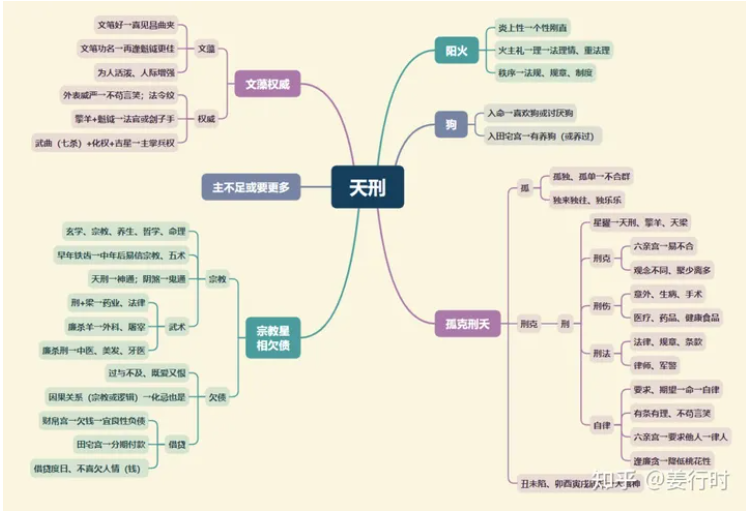 天刑
文藻权威
文藻
文笔好一喜见昌曲夹
文笔功名一再逢魁钺更佳
为人活泼、人际增强
权威
外表威严一不苟言笑;法令纹
擎羊+魁钺一法官或刽子手
武曲(七杀)+化权+吉星一主掌兵权
主不足或要更多
宗教星
相欠债
宗教
玄学、宗教、养生、哲学、命理
早年铁齿一中年后易信宗教、五术
天刑一神通;阴煞一鬼通
武术
刑+梁一药业、法律
廉杀羊一外科、屠宰
廉杀刑一中医、美发、牙医
欠债
过与不及、既爱又恨
因果关系(宗教或逻辑)一化忌也是
借贷
财帛宫一欠钱一宜良性负债
田宅宫一分期付款
借贷度日、不喜欠人情(钱)
阳火
炎上性一个性刚直
火主礼一理一法理情、重法理
秩序一法规、规章、制度
狗
入命一喜欢狗或讨厌狗
入田宅宫一有养狗(或养过)
孤克刑夭
孤
孤独、孤单一不合群
独来独往、独乐乐
刑克
刑
星曜一天刑、擎羊、天梁
刑克
六亲宫一易不合
观念不同、聚少离多
刑伤
意外、生病、手术
医疗、药品、健康食品
刑法
法律、规章、条款
律师、军警
自律
要求、期望一命一自律
有条有理、不苟言笑
六亲宫一要求他人一律人
逢廉贪一降低桃花性
丑未陷、卯酉寅戌
知乎 @姜行时